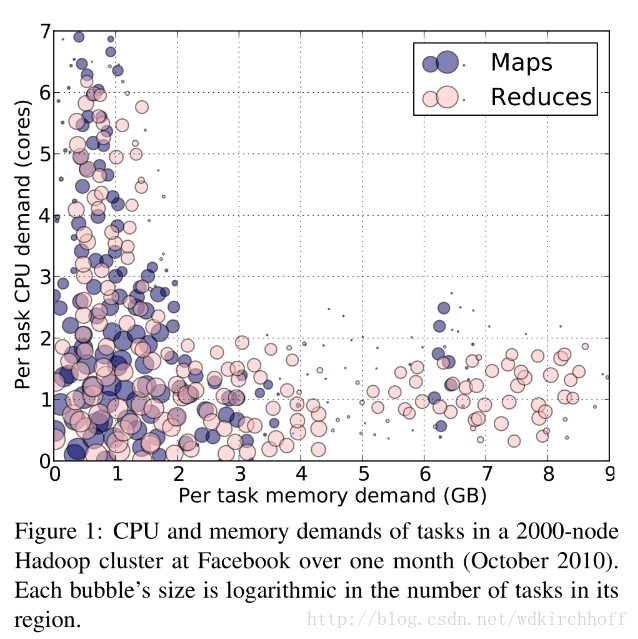 7
6
5
4
3
2
1
0
Per task CPU demand (cores)
Maps
Reduces
0 1 2 3 4 5 6 7 8 9
Per task memory demand (GB)
Figure 1: CPU and memory demands of tasks in a 2000-node
Hadoop cluster at Facebook over one month (October 2010).
Each bubble's size is logarithmic in the number of tasks in its
region.
http://blog.csdn.net/wdkirchhoff